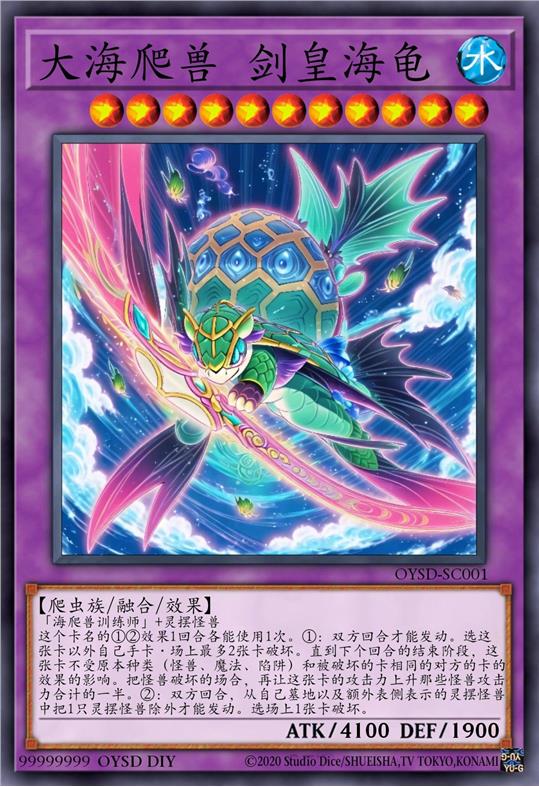 大海爬兽 剑皇海龟
水
OYSD-SC001
【爬虫族/融合/效果】
「海爬兽训练师」+灵摆怪兽
这个卡名的①②效果1回合各能使用1次。①：双方回合才能发动。选这
张卡以外自己手卡·场上最多2张卡破坏。直到下个回合的结束阶段，这
张卡不受原本种类（怪兽、魔法、陷阱）和被破坏的卡相同的对方的卡的
效果的影响。把怪兽破坏的场合，再让这张卡的攻击力上升那些怪兽攻击
力合计的一半。②：双方回合，从自己墓地以及额外表侧表示的灵摆怪兽
中把1只灵摆怪兽除外才能发动。选场上1张卡破坏。
ATK/4100 DEF/1900
99999999 OYSD DIY
©2020 Studio Dice/SHUEISHA,TV TOKYO,KONAMI